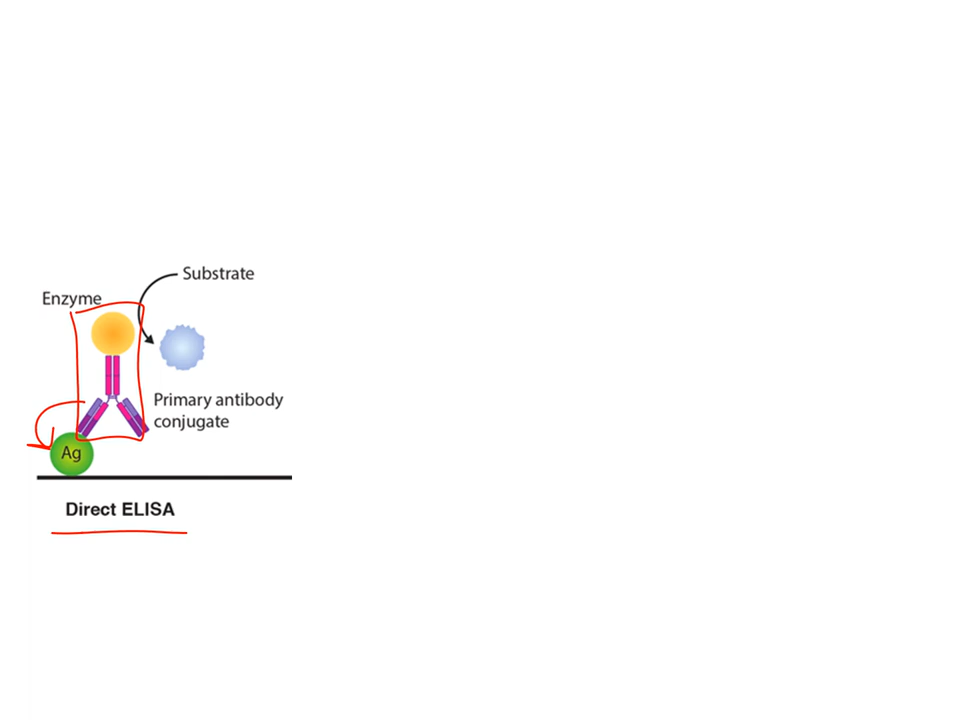 Substrate
Enzyme
Primary antibody
conjugate
Ag
Direct ELISA